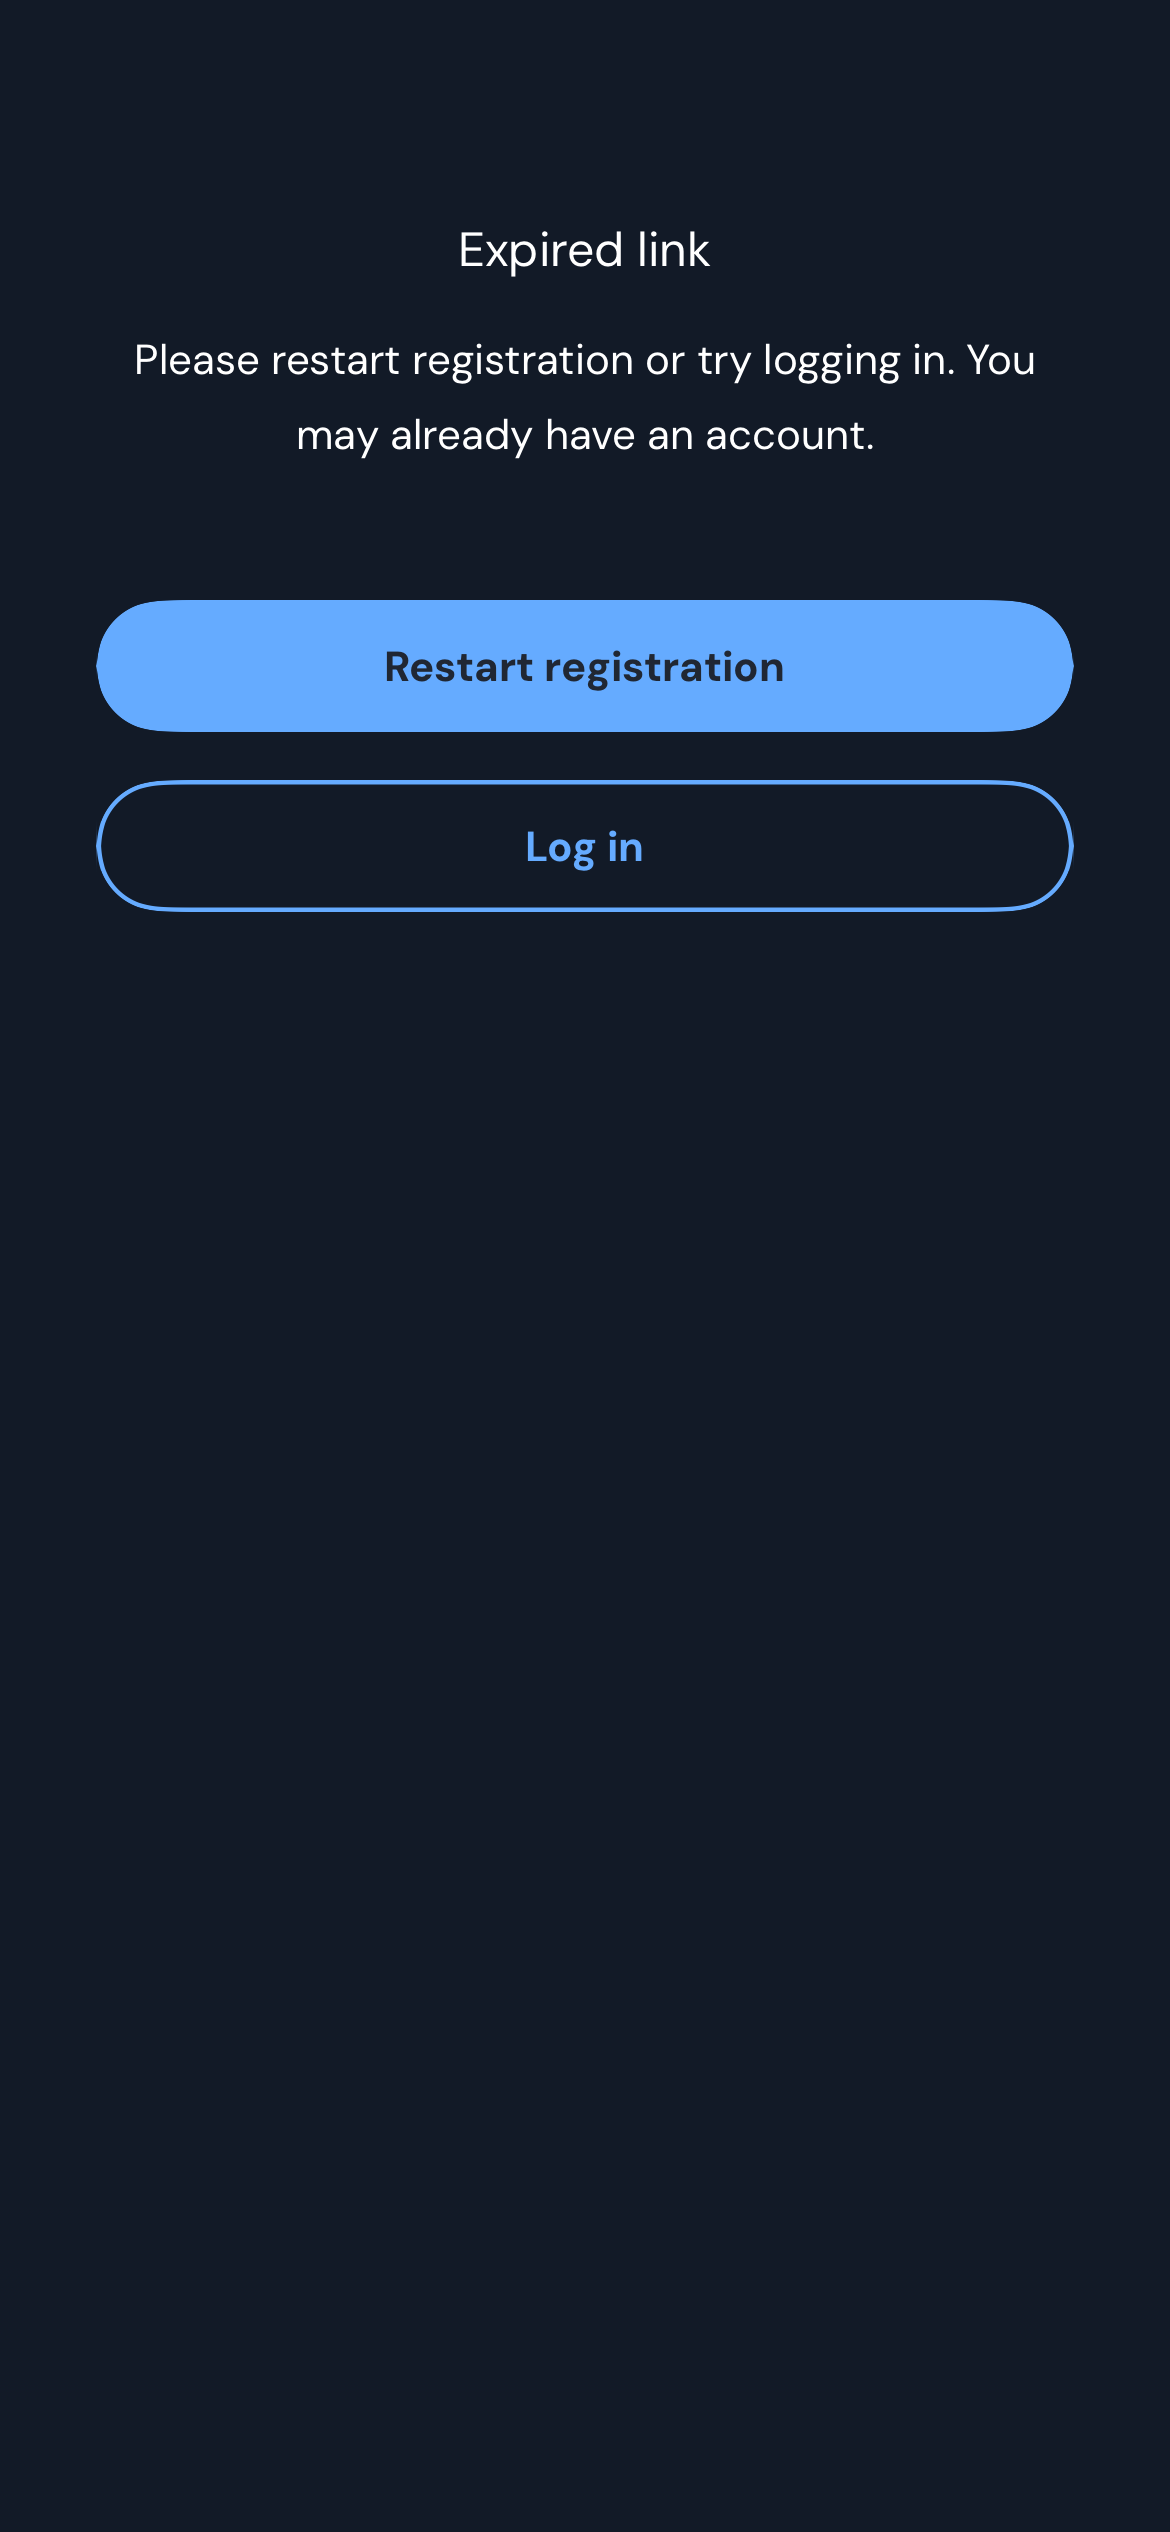 Expired link
Please restart registration or try logging in. You
may already have an account.
Restart registration
Log in